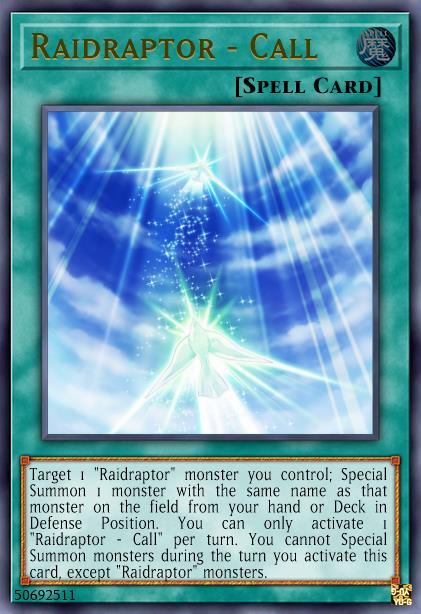 Raidraptor - Call
魔
[Spell Card]
Target 1 "Raidraptor" monster you control; Special
Summon 1 monster with the same name as that
monster on the field from your hand or Deck in
Defense Position. You can only activate 1
"Raidraptor - Call" per turn. You cannot Special
Summon monsters during the turn you activate this
card, except "Raidraptor" monsters.
50692511